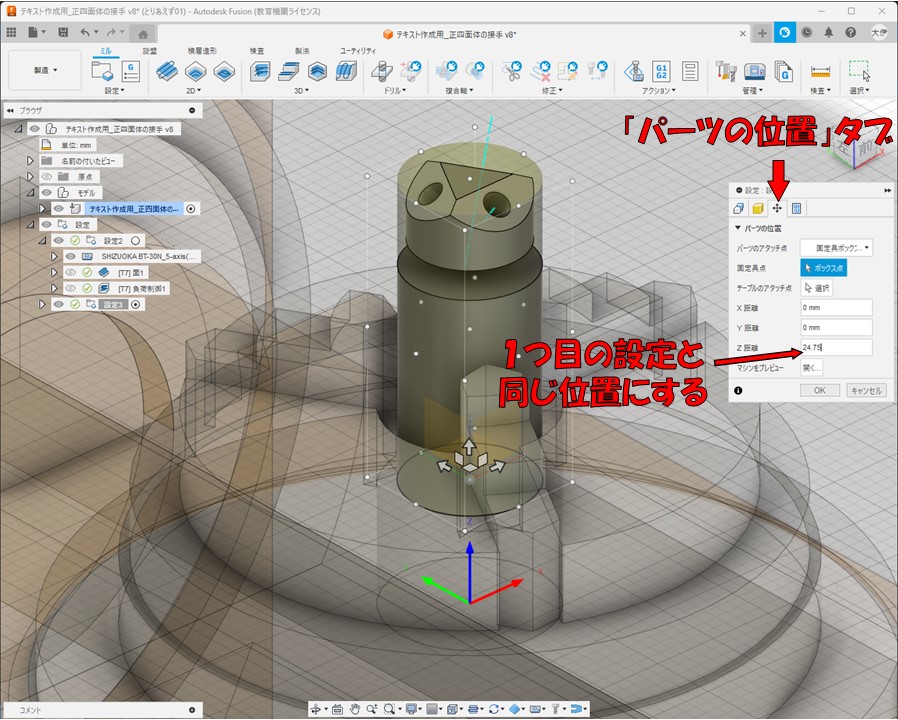 テキスト作成用_正四面体の接手 v8* (とりあえず01) - Autodesk Fusion (教育機関ライセンス)
テキスト作成用_正四面体の接手 v8*
大伊
製造
ミル
旋盤
積層造形
検査
製法
ユーティリティ
G1
G2
設定
2D
3D
ドリル
複合軸
修正
アクション
管理
検査
選択
ブラウザ
テキスト作成用_正四面体の接手 v8
単位: mm
名前の付いたビュー
原点
モデル
テキスト作成用_正四面体の...
設定
設定2
SHIZUOKA BT-30N_5-axis(...
[T7] 面1
[T7] 負荷制御1
設定3
「パーツの位置」タブ
左
前
設定 :
パーツの位置
パーツのアタッチ点
固定具ボック...
固定具点
ボックス点
テーブルのアタッチ点
選択
X 距離
0 mm
Y 距離
0 mm
Z 距離
24.75
マシンをプレビュー
開く...
OK
キャンセル
1つ目の設定と
同じ位置にする
Z
コメント